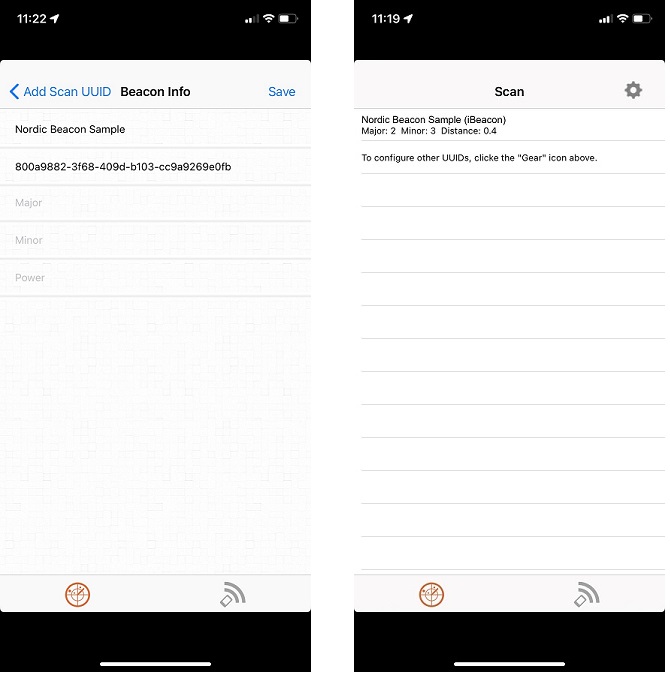 11:22
Add Scan UUID Beacon Info Save
Nordic Beacon Sample
800a9882-3f68-409d-b103-cc9a9269e0fb
Major
Minor
Power
11:19
Scan
Nordic Beacon Sample (iBeacon)
Major: 2 Minor: 3 Distance: 0.4
To configure other UUIDs, clicke the "Gear" icon above.